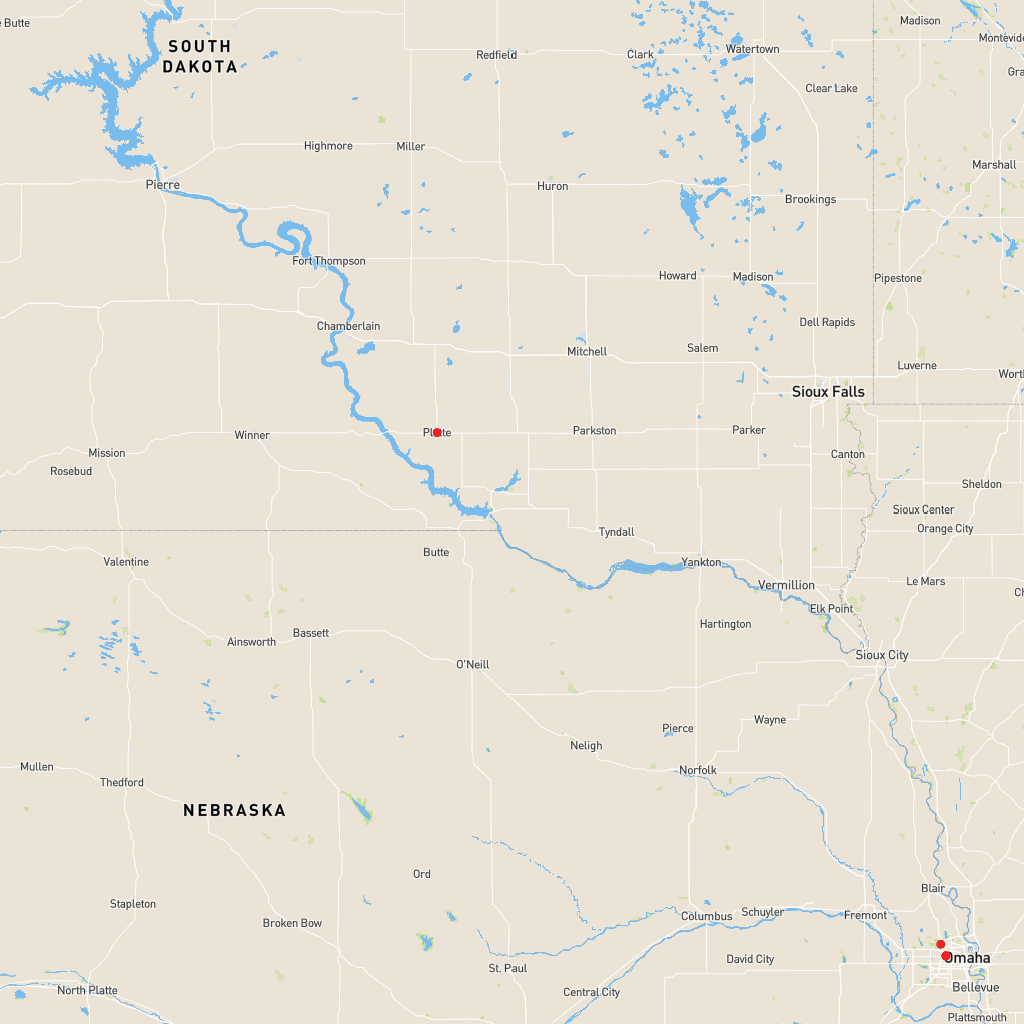 Butte
SOUTH
DAKOTA
Redfield
Clark
Watertown
Madison
Montevide
Gra
Clear Lake
Highmore
Miller
Marshall
Pierre
Huron
Brookings
Fort Thompson
Howard
Madison
Pipestone
Chamberlain
Dell Rapids
Mitchell
Salem
Luverne
Worth
Sioux Falls
Winner
Platte
Parkston
Parker
Mission
Canton
Rosebud
Sheldon
Sioux Center
Orange City
Tyndall
Butte
Valentine
Yankton
Vermillion
Le Mars
Ch
Elk Point
Hartington
Ainsworth
Bassett
O'Neill
Sioux City
Wayne
Pierce
Neligh
Mullen
Thedford
Norfolk
NEBRASKA
Ord
Blair
Stapleton
Broken Bow
Columbus
Schuyler
Fremont
St. Paul
David City
Omaha
North Platte
Central City
Bellevue
Plattsmouth